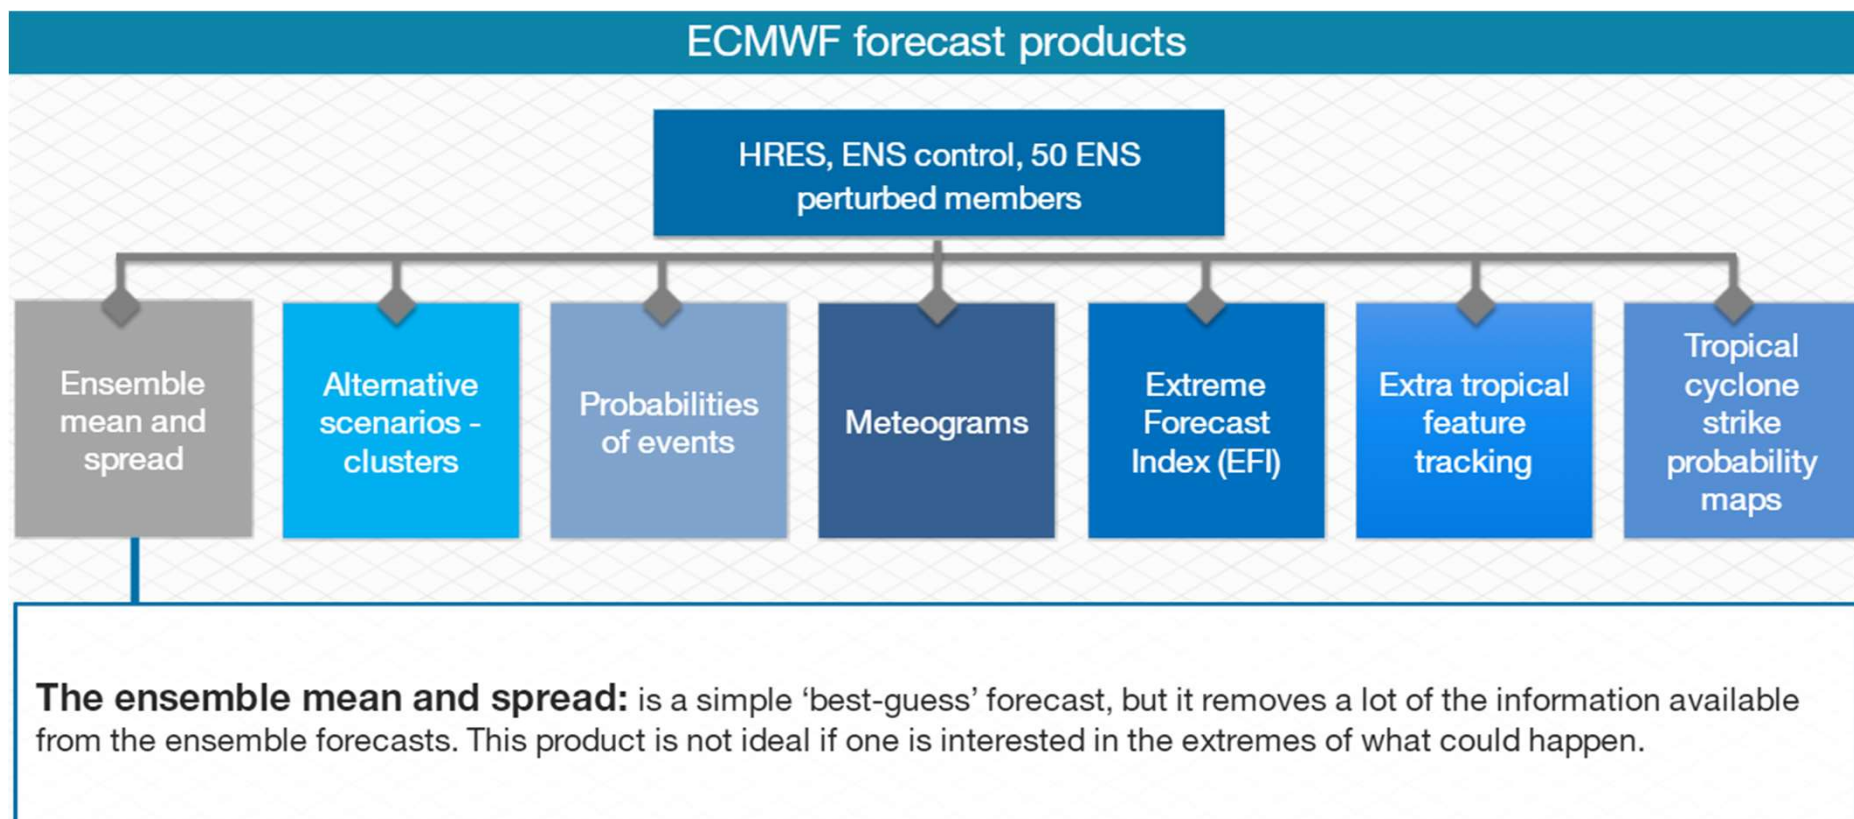 ECMWF forecast products
HRES, ENS control, 50 ENS
perturbed members
Ensemble
mean and
spread
Alternative
scenarios -
clusters
Probabilities
of events
Meteograms
Extreme
Forecast
Index (EFI)
Extra tropical
feature
tracking
Tropical
cyclone
strike
probability
maps
The ensemble mean and spread: is a simple ‘best-guess’ forecast, but it removes a lot of the information available
from the ensemble forecasts. This product is not ideal if one is interested in the extremes of what could happen.